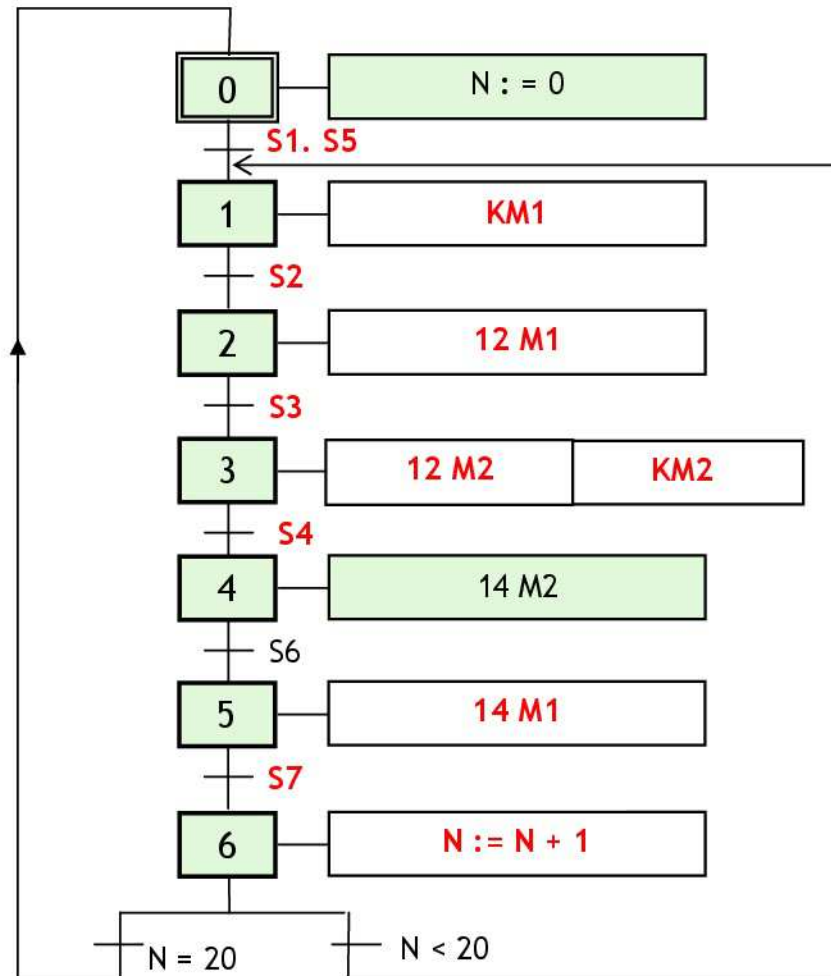 0
N : = 0
S1. S5
1
KM1
S2
2
12 M1
S3
3
12 M2
KM2
S4
4
14 M2
S6
5
14 M1
S7
6
N := N + 1
N = 20
N < 20